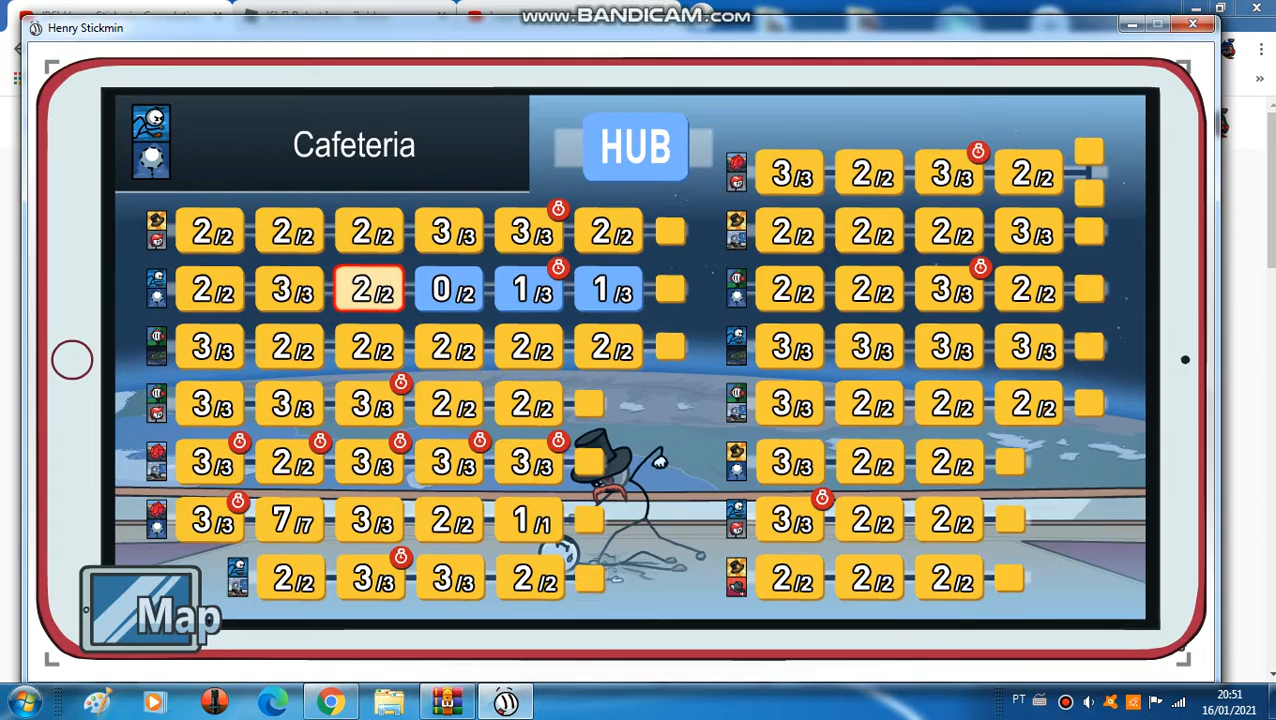 www.BANDICAM.com
Henry Stickmin
Cafeteria
HUB
3/3 2/2 3/3 2/2
2/2 2/2 2/2 3/3 3/3 2/2
2/2 2/2 2/2 3/3
2/2 3/3 2/2 0/2 1/3 1/3
2/2 2/2 3/3 2/2
3/3 2/2 2/2 2/2 2/2 2/2
3/3 3/3 3/3 3/3
3/3 3/3 3/3 2/2 2/2
3/3 2/2 2/2 2/2
3/3 2/2 3/3 3/3 3/3
3/3 2/2 2/2
3/3 7/7 3/3 2/2 1/1
3/3 2/2 2/2
2/2 3/3 3/3 2/2
2/2 2/2 2/2
Map
PT
20:51
16/01/2021